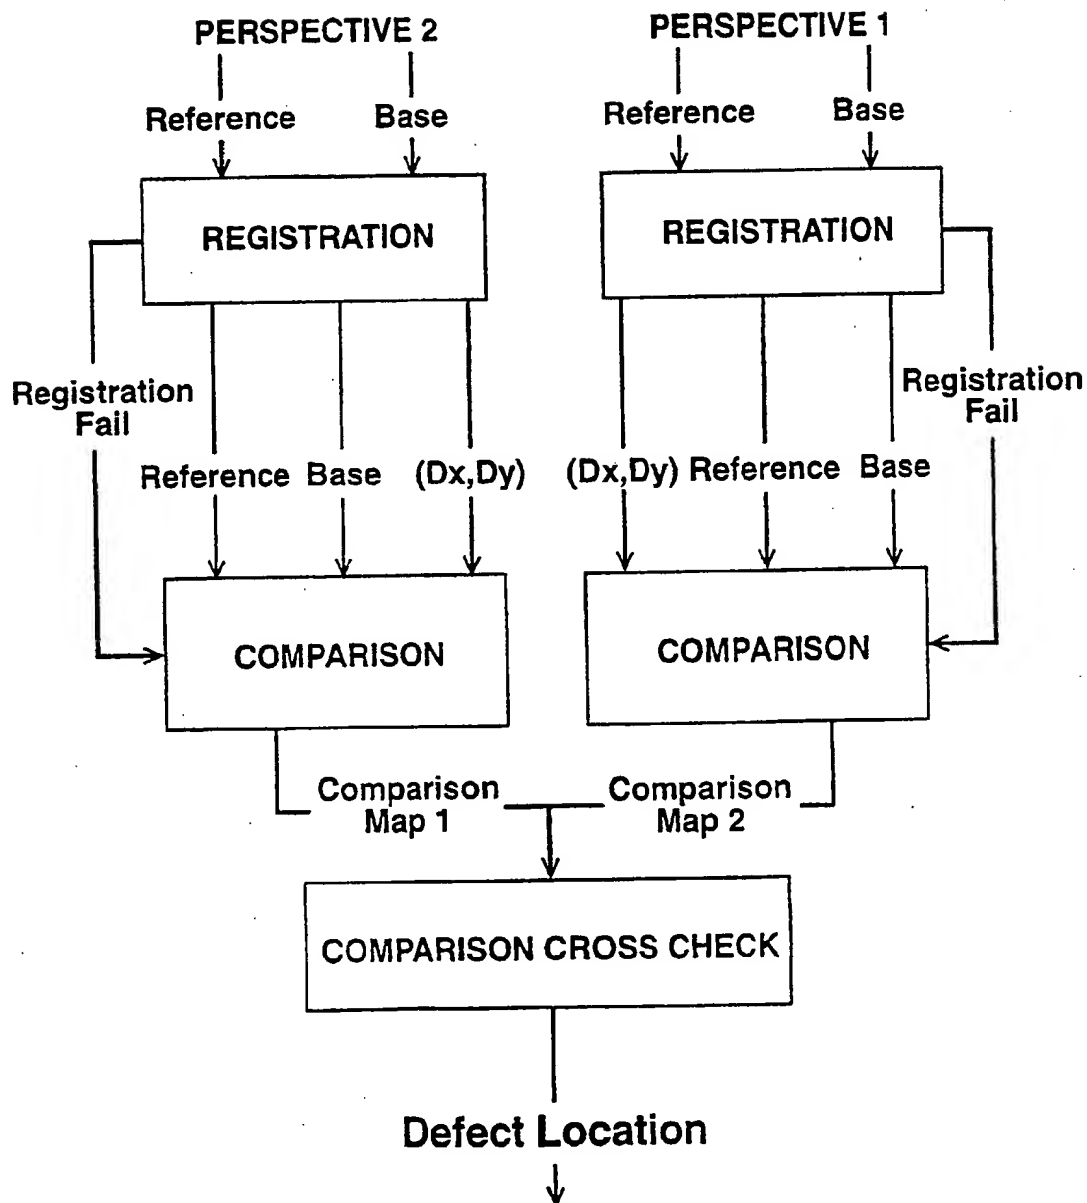 PERSPECTIVE 2
PERSPECTIVE 1
Reference
Base
Reference
Base
REGISTRATION
REGISTRATION
Registration
Fail
Registration
Fail
Reference
Base
(Dx,Dy)
(Dx,Dy)
Reference
Base
COMPARISON
COMPARISON
Comparison
Map 1
Comparison
Map 2
COMPARISON CROSS CHECK
Defect Location